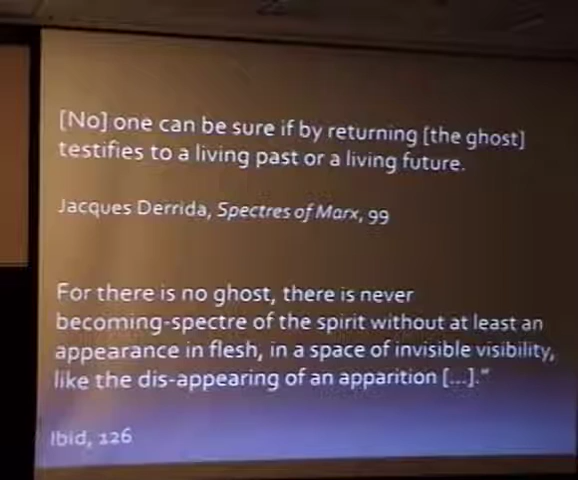 [No] one can be sure if by returning [the ghost]
testifies to a living past or a living future.
Jacques Derrida, Spectres of Marx, 99
For there is no ghost, there is never
becoming-spectre of the spirit without at least an
appearance in flesh, in a space of invisible visibility,
like the dis-appearing of an apparition [...]."
Ibid, 126